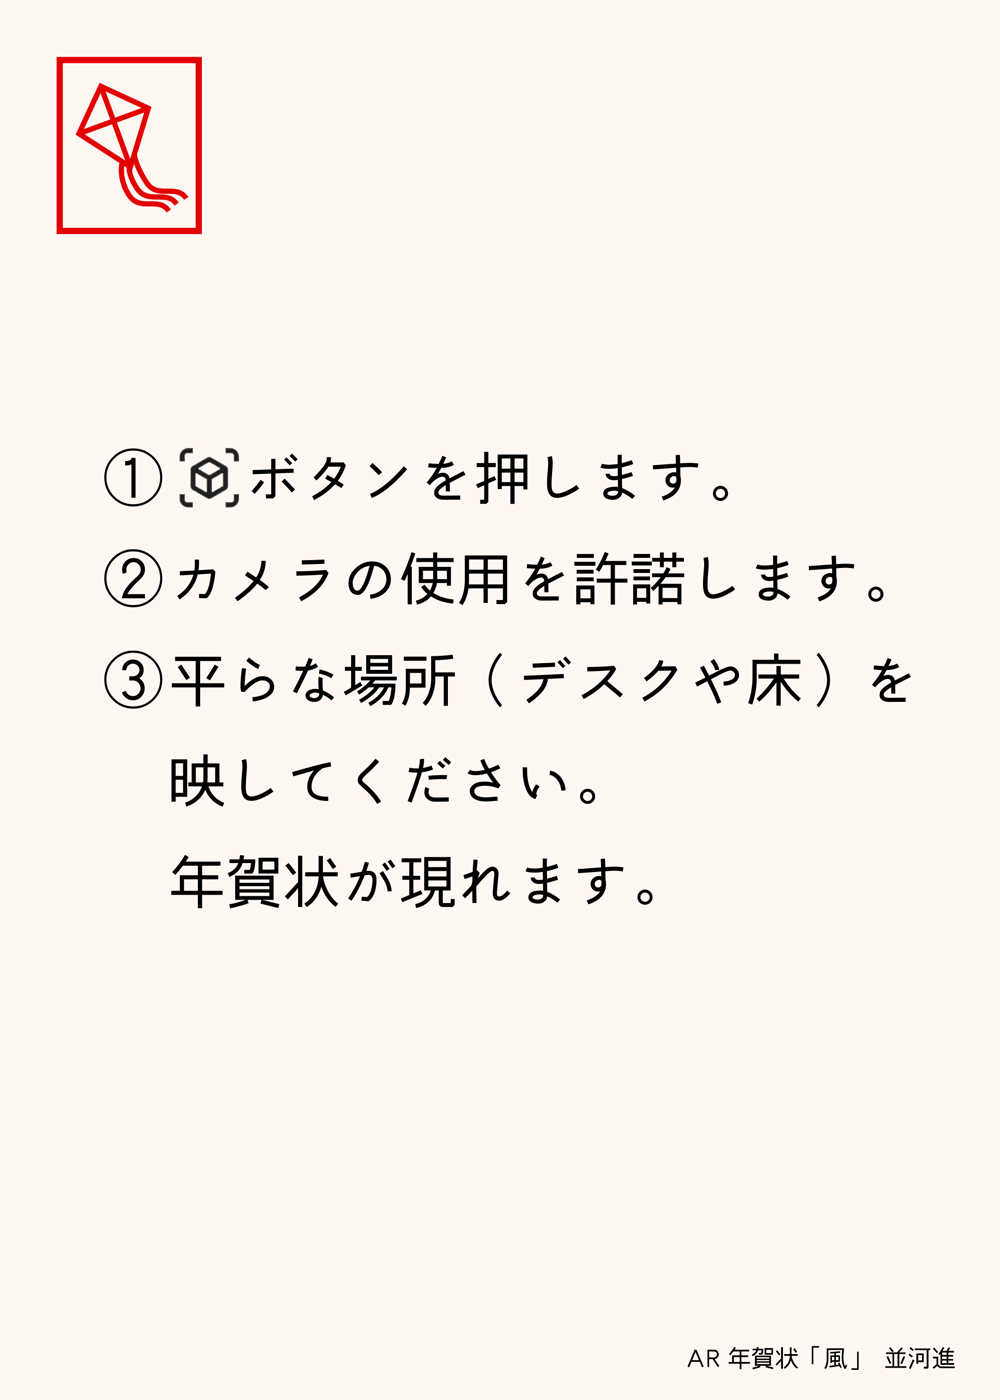 ①ボタンを押します。
②カメラの使用を許諾します。
③平らな場所（デスクや床）を
映してください。
年賀状が現れます。
AR 年賀状「風」 並河進